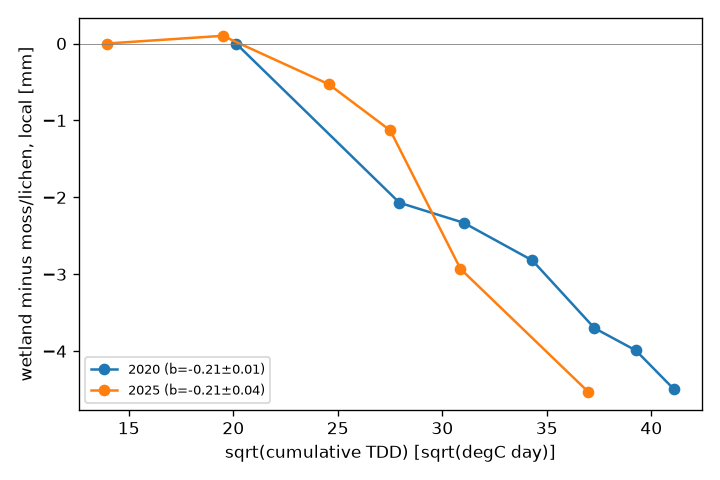 wetland minus moss/lichen, local [mm]
0
−1
−2
−3
−4
2020 (b=-0.21±0.01)
2025 (b=-0.21±0.04)
15 20 25 30 35 40
sqrt(cumulative TDD) [sqrt(degC day)]